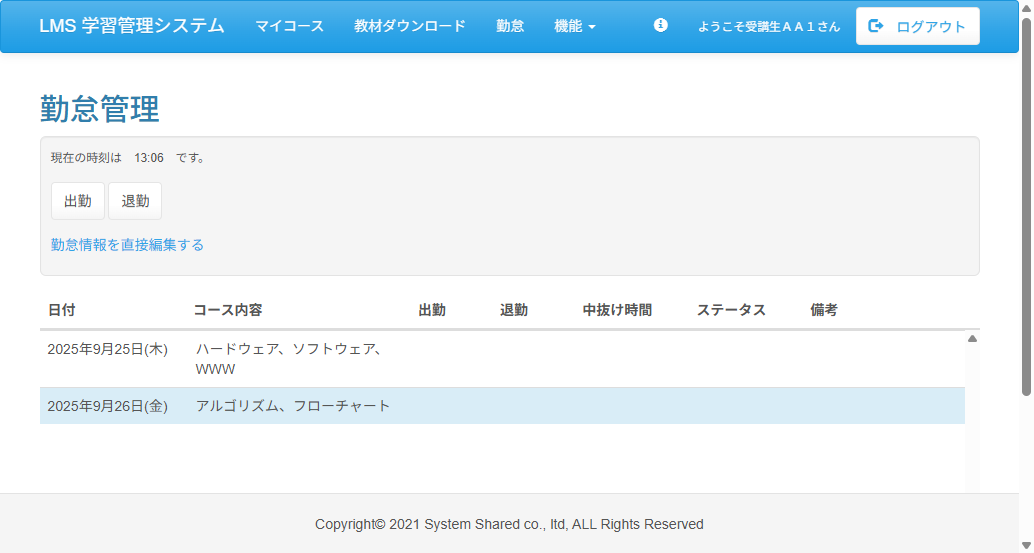 LMS 学習管理システム マイコース 教材ダウンロード 勤怠 機能 ようこそ受講生ＡＡ１さん ログアウト
勤怠管理
現在の時刻は　13:06　です。
出勤 退勤
勤怠情報を直接編集する
日付 コース内容 出勤 退勤 中抜け時間 ステータス 備考
2025年9月25日(木) ハードウェア、ソフトウェア、
WWW
2025年9月26日(金) アルゴリズム、フローチャート
Copyright© 2021 System Shared co., ltd, ALL Rights Reserved